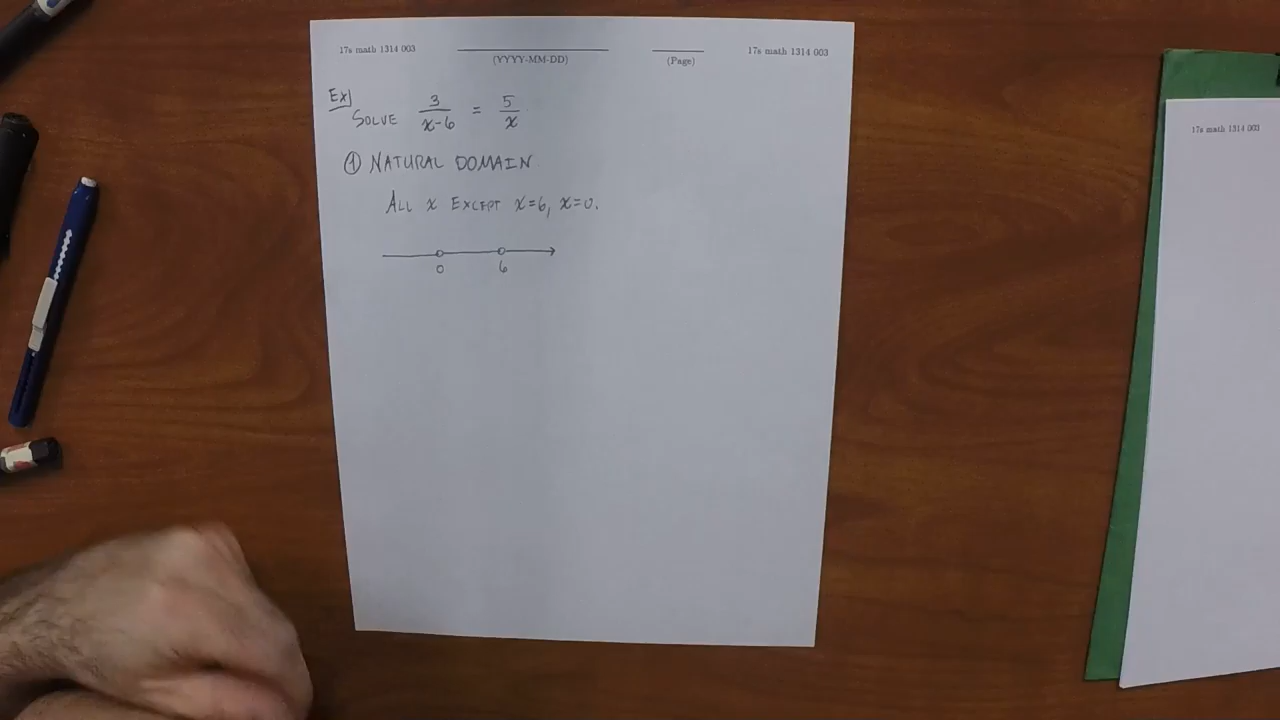 17s math 1314 003 (YYYY-MM-DD) (Page) 17s math 1314 003
Ex
SOLVE 3/(x-6) = 5/x
① NATURAL DOMAIN
ALL x EXCEPT x=6, x=0.
0 6
17s math 1314 003